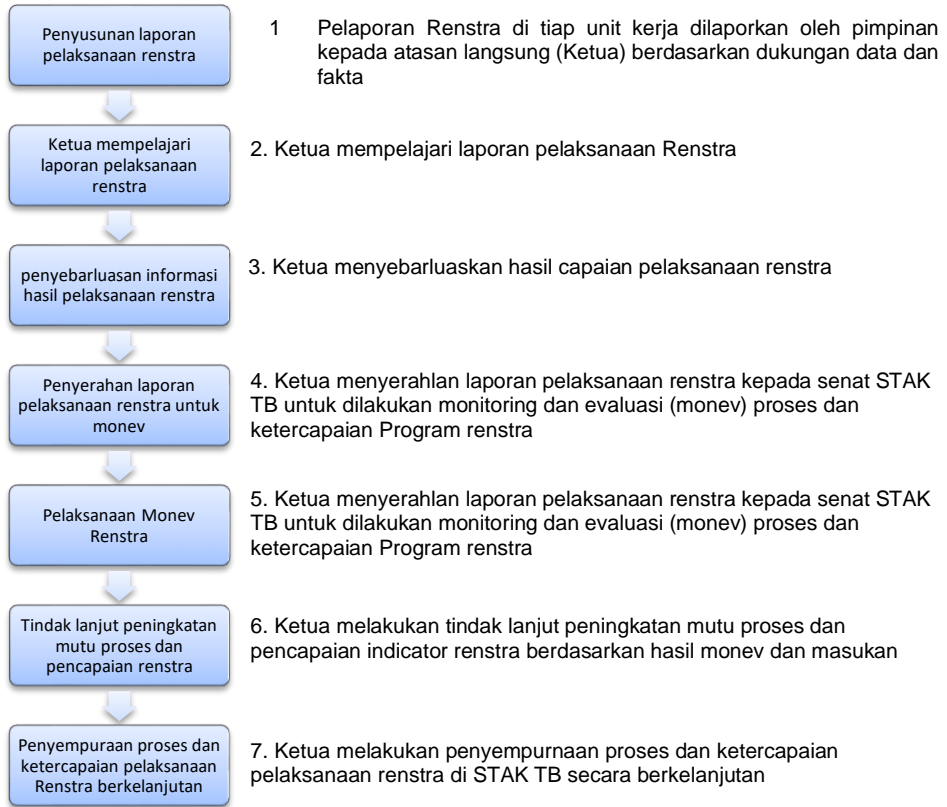 Penyusunan laporan
pelaksanaan renstra
1 Pelaporan Renstra di tiap unit kerja dilaporkan oleh pimpinan
kepada atasan langsung (Ketua) berdasarkan dukungan data dan
fakta
Ketua mempelajari
laporan pelaksanaan
renstra
2. Ketua mempelajari laporan pelaksanaan Renstra
penyebarluasan informasi
hasil pelaksanaan renstra
3. Ketua menyebarluaskan hasil capaian pelaksanaan renstra
Penyerahan laporan
pelaksanaan renstra untuk
monev
4. Ketua menyerahlan laporan pelaksanaan renstra kepada senat STAK
TB untuk dilakukan monitoring dan evaluasi (monev) proses dan
ketercapaian Program renstra
Pelaksanaan Monev
Renstra
5. Ketua menyerahlan laporan pelaksanaan renstra kepada senat STAK
TB untuk dilakukan monitoring dan evaluasi (monev) proses dan
ketercapaian Program renstra
Tindak lanjut peningkatan
mutu proses dan
pencapaian renstra
6. Ketua melakukan tindak lanjut peningkatan mutu proses dan
pencapaian indicator renstra berdasarkan hasil monev dan masukan
Penyempuraan proses dan
ketercapaian pelaksanaan
Renstra berkelanjutan
7. Ketua melakukan penyempurnaan proses dan ketercapaian
pelaksanaan renstra di STAK TB secara berkelanjutan